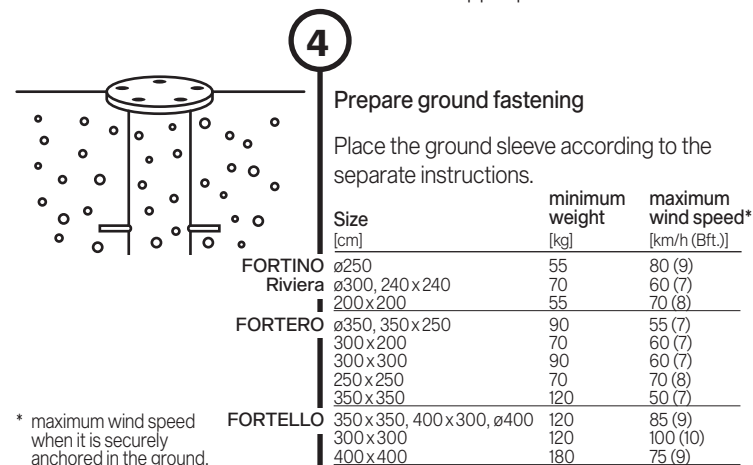 4
Prepare ground fastening
Place the ground sleeve according to the
separate instructions.
Size minimum weight maximum wind speed*
[cm] [kg] [km/h (Bft.)]
FORTINO ø250 55 80 (9)
Riviera ø300, 240 x 240 70 60 (7)
200 x 200 55 70 (8)
FORTERO ø350, 350 x 250 90 55 (7)
300 x 200 70 60 (7)
300 x 300 90 60 (7)
250 x 250 70 70 (8)
350 x 350 120 50 (7)
FORTELLO 350 x 350, 400 x 300, ø400 120 85 (9)
300 x 300 120 100 (10)
400 x 400 180 75 (9)
* maximum wind speed
when it is securely
anchored in the ground.